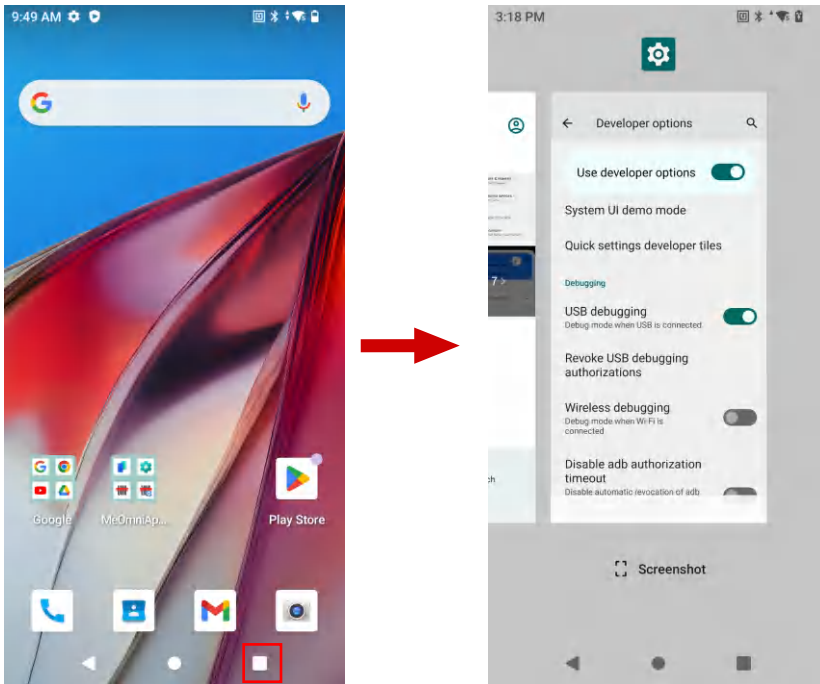 9:49 AM
Google
MeOmniAp...
Play Store
3:18 PM
7>
ch
Developer options
Use developer options
System UI demo mode
Quick settings developer tiles
Debugging
USB debugging
Debug mode when USB is connected
Revoke USB debugging
authorizations
Wireless debugging
Debug mode when Wi-Fi is
connected
Disable adb authorization
timeout
Disable automatic revocation of adb
Screenshot